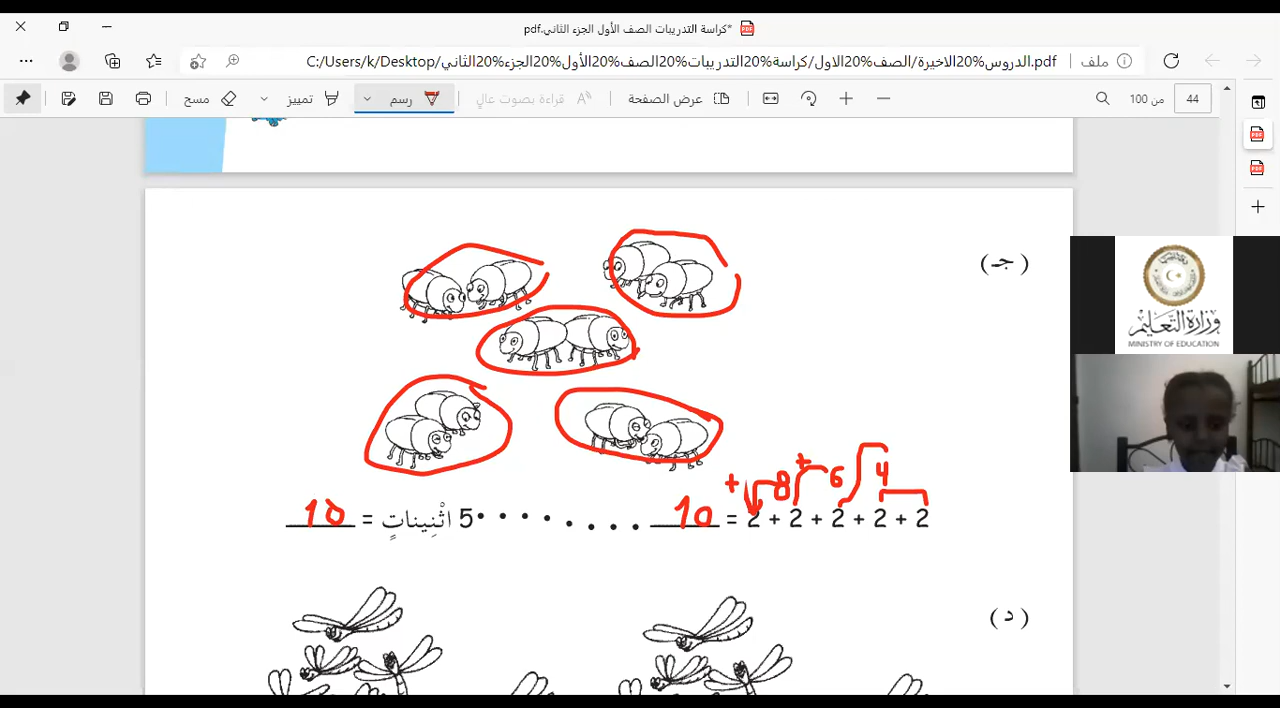 *كراسة التدريبات الصف الأول الجزء الثاني.pdf
ملف C:/Users/k/Desktop/الدروس%20الاخيرة/الصف%20الاول/كراسة%20التدريبات%20الصف%20الأول%20الجزء%20الثاني.pdf
44 من 100 عرض الصفحة قراءة بصوت عالٍ رسم تمييز مسح
(جـ)
وزارة التعليم
MINISTRY OF EDUCATION
+ 8 + 6 4
2 + 2 + 2 + 2 + 2 = 10 . . . . . . . . 5 اثْنِيناتٍ = 10
(د)